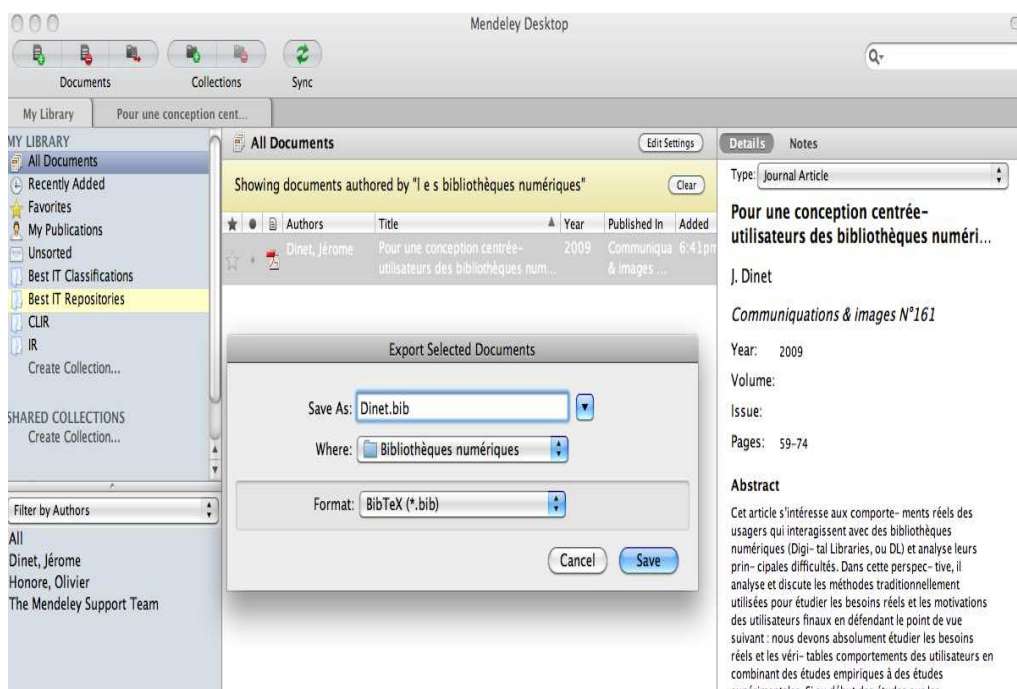 Mendeley Desktop
Documents
Collections
Sync
My Library
Pour une conception cent...
MY LIBRARY
All Documents
Recently Added
Favorites
My Publications
Unsorted
Best IT Classifications
Best IT Repositories
CLIR
IR
Create Collection...
SHARED COLLECTIONS
Create Collection...
Filter by Authors
All
Dinet, Jérome
Honore, Olivier
The Mendeley Support Team
All Documents
Edit Settings
Showing documents authored by "l e s bibliothèques numériques"
Clear
Authors Title Year Published In Added
Dinet, Jérome Pour une conception centrée- 2009 Communiqua 6:41pm
utilisateurs des bibliothèques num... & images ...
Export Selected Documents
Save As: Dinet.bib
Where: Bibliothèques numériques
Format: BibTeX (*.bib)
Cancel Save
Details Notes
Type: Journal Article
Pour une conception centrée-
utilisateurs des bibliothèques numéri...
J. Dinet
Communiquations & images N°161
Year: 2009
Volume:
Issue:
Pages: 59-74
Abstract
Cet article s'intéresse aux comporte- ments réels des
usagers qui interagissent avec des bibliothèques
numériques (Digi- tal Libraries, ou DL) et analyse leurs
prin- cipales difficultés. Dans cette perspec- tive, il
analyse et discute les méthodes traditionnellement
utilisées pour étudier les besoins réels et les motivations
des utilisateurs finaux en défendant le point de vue
suivant : nous devons absolument étudier les besoins
réels et les véri- tables comportements des utilisateurs en
combinant des études empiriques à des études